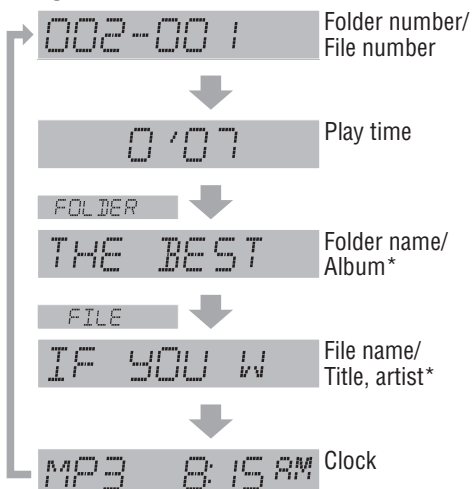 002-001
Folder number/
File number
0'07
Play time
FOLDER
THE BEST
Folder name/
Album*
FILE
IF YOU W
File name/
Title, artist*
MP3 8:15 AM
Clock